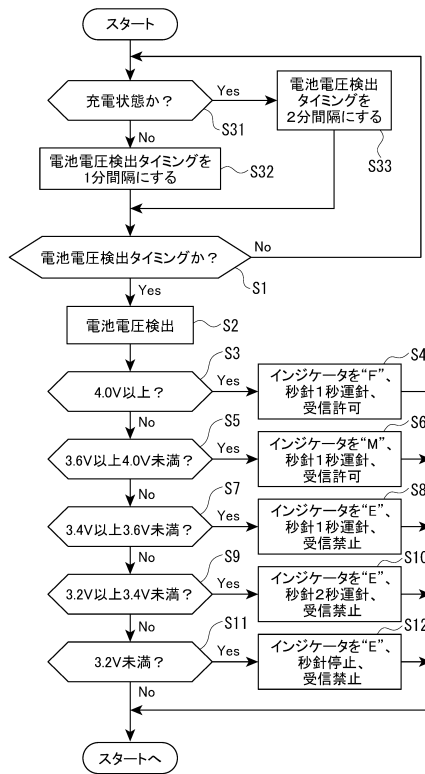 スタート
充電状態か？
Yes
S31
電池電圧検出
タイミングを
2分間隔にする
S33
No
電池電圧検出タイミングを
1分間隔にする
S32
電池電圧検出タイミングか？
No
S1
Yes
電池電圧検出
S2
4.0V以上？
S3
Yes
インジケータを“F”、
秒針1秒運針、
受信許可
S4
No
3.6V以上4.0V未満？
S5
Yes
インジケータを“M”、
秒針1秒運針、
受信許可
S6
No
3.4V以上3.6V未満？
S7
Yes
インジケータを“E”、
秒針1秒運針、
受信禁止
S8
No
3.2V以上3.4V未満？
S9
Yes
インジケータを“E”、
秒針2秒運針、
受信禁止
S10
No
3.2V未満？
S11
Yes
インジケータを“E”、
秒針停止、
受信禁止
S12
No
スタートへ